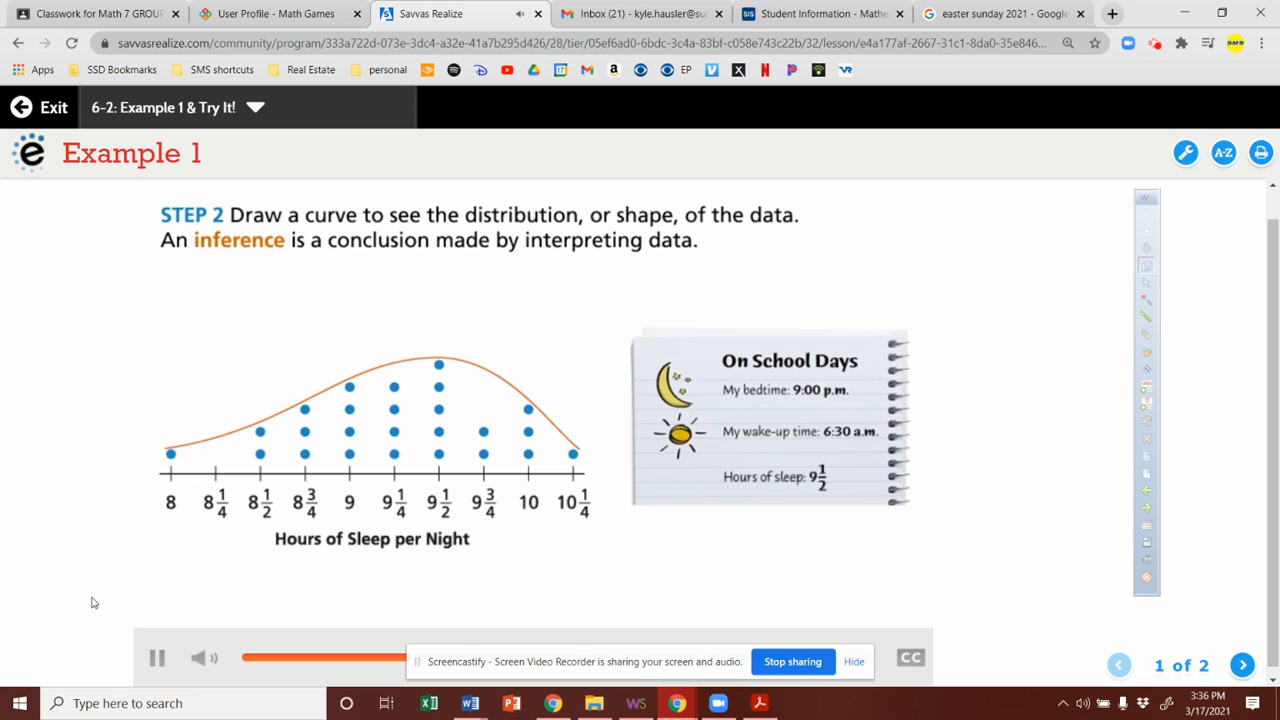 Classwork for Math 7 GROUP
User Profile - Math Games
Savvas Realize
Inbox (21) - kyle.hausler@sur
Student Information - Mathe
easter sunday 2021 - Google
savvasrealize.com/community/program/333a722d-073e-3dc4-a32e-41a7b295d426/28/tier/05ef6ad0-6bdc-3c4a-83bf-c058e743c22b/32/lesson/e4a177af-2667-31c1-8da0-35e846...
Apps
SSD Bookmarks
SMS shortcuts
Real Estate
personal
EP
Exit
6-2: Example 1 & Try It!
e
Example 1
A-Z
STEP 2 Draw a curve to see the distribution, or shape, of the data.
An inference is a conclusion made by interpreting data.
On School Days
My bedtime: 9:00 p.m.
My wake-up time: 6:30 a.m.
Hours of sleep: 9 1/2
8 8 1/4 8 1/2 8 3/4 9 9 1/4 9 1/2 9 3/4 10 10 1/4
Hours of Sleep per Night
Screencastify - Screen Video Recorder is sharing your screen and audio.
Stop sharing
Hide
CC
1 of 2
Type here to search
3:36 PM
3/17/2021